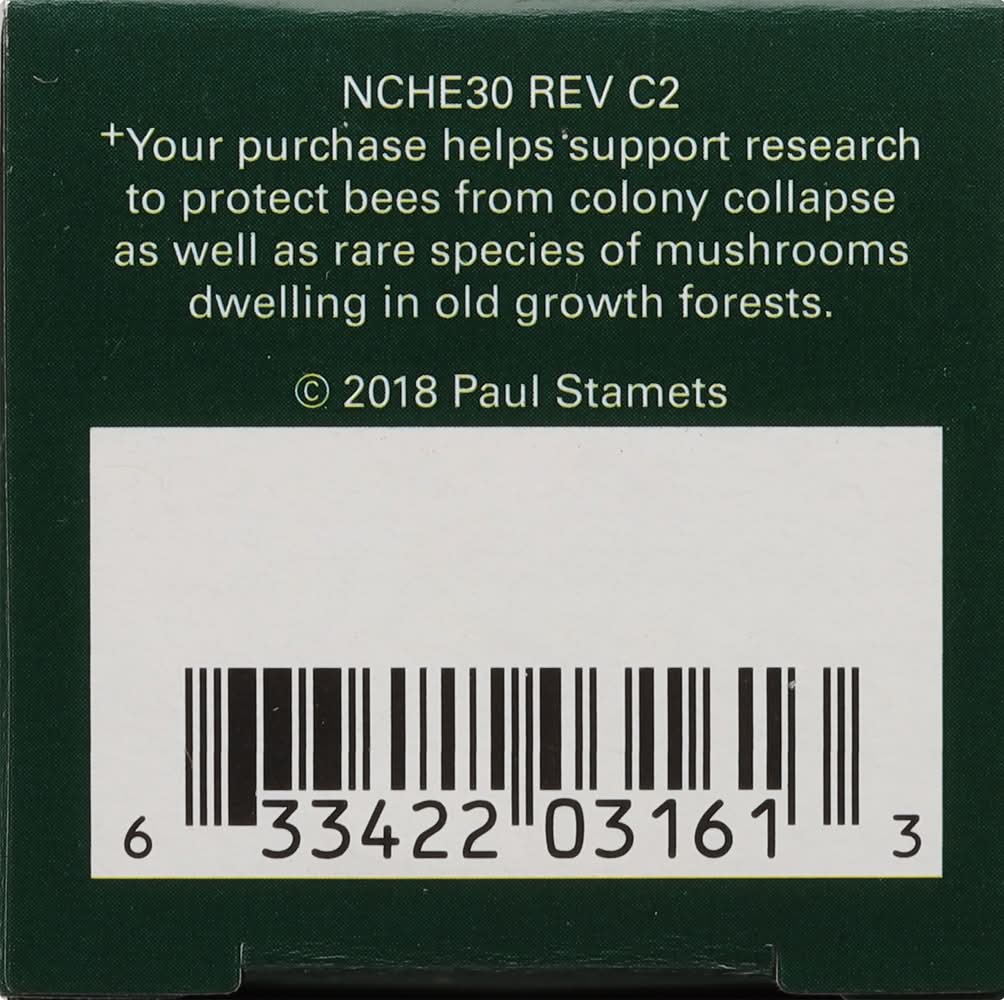 NCHE30 REV C2
+Your purchase helps support research
to protect bees from colony collapse
as well as rare species of mushrooms
dwelling in old growth forests.
© 2018 Paul Stamets
6 33422 03161 3